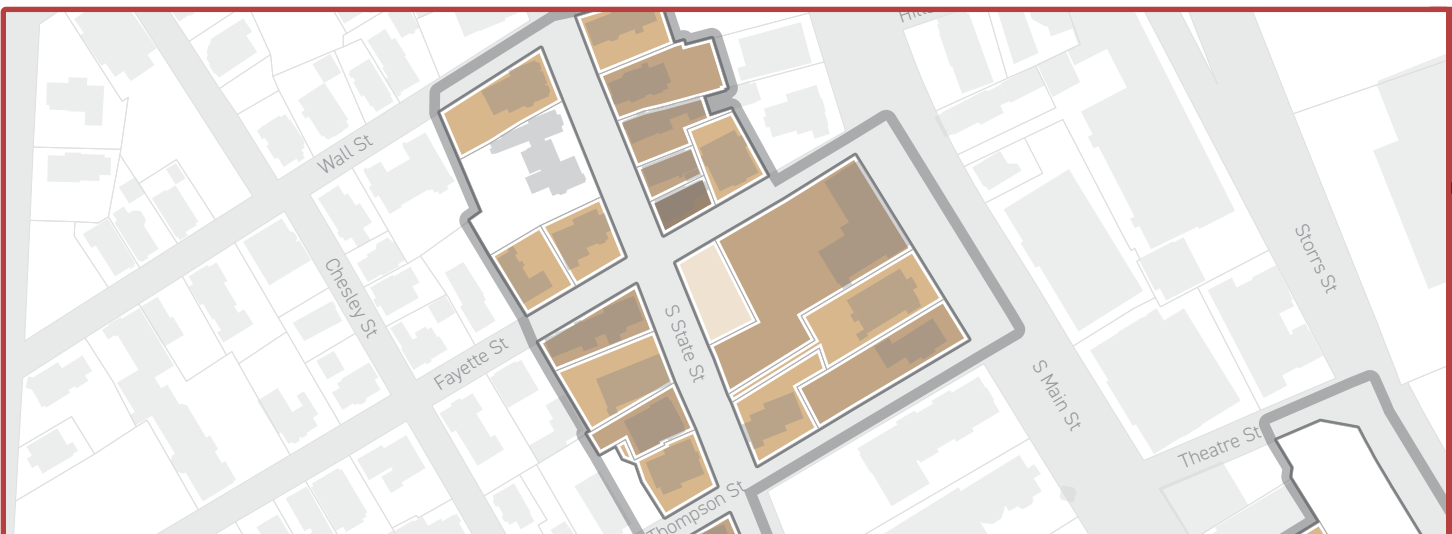 Wall St
Chesley St
Fayette St
S State St
Storrs St
S Main St
Theatre St
Thompson St